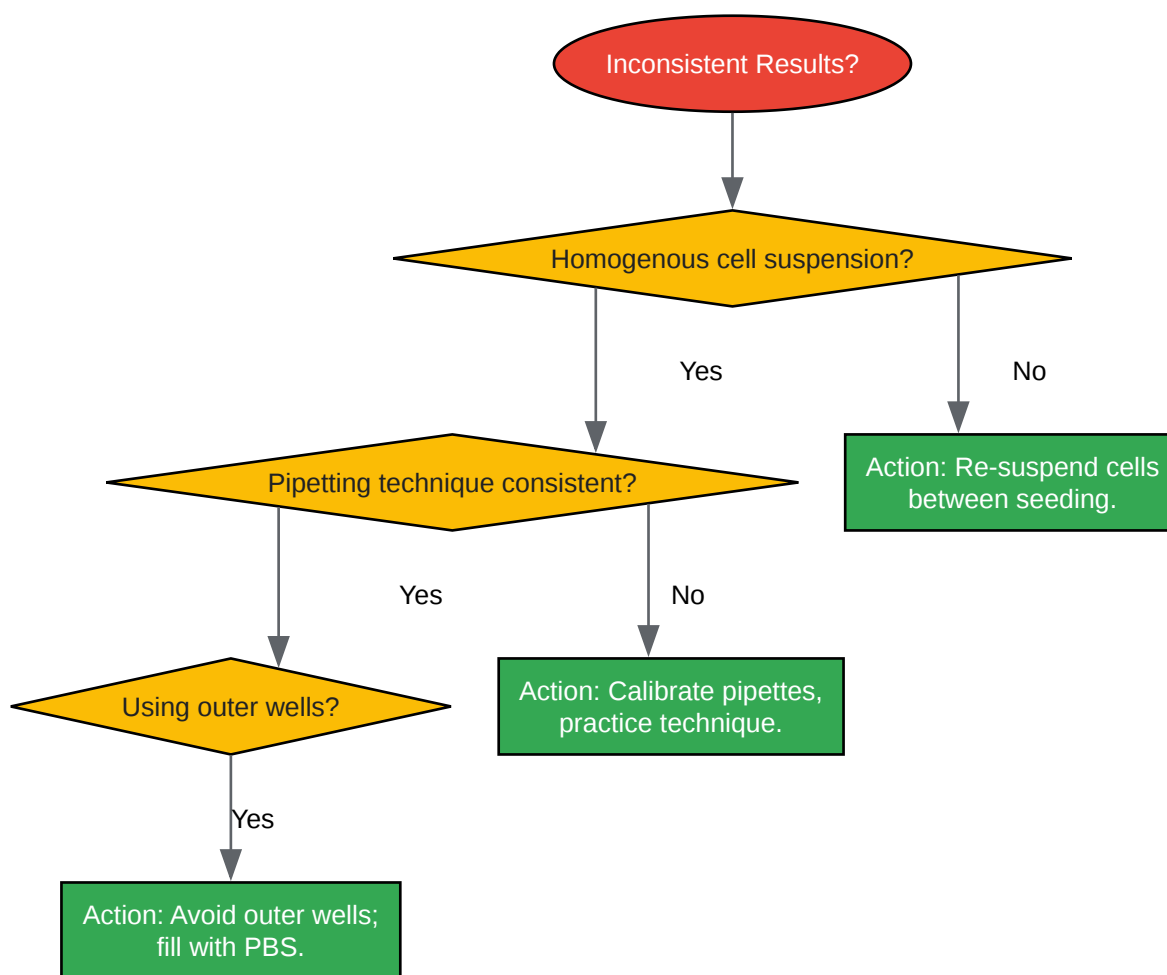 Inconsistent Results?
Homogenous cell suspension?
Yes
No
Pipetting technique consistent?
Action: Re-suspend cells
between seeding.
Yes
No
Using outer wells?
Action: Calibrate pipettes,
practice technique.
Yes
Action: Avoid outer wells;
fill with PBS.